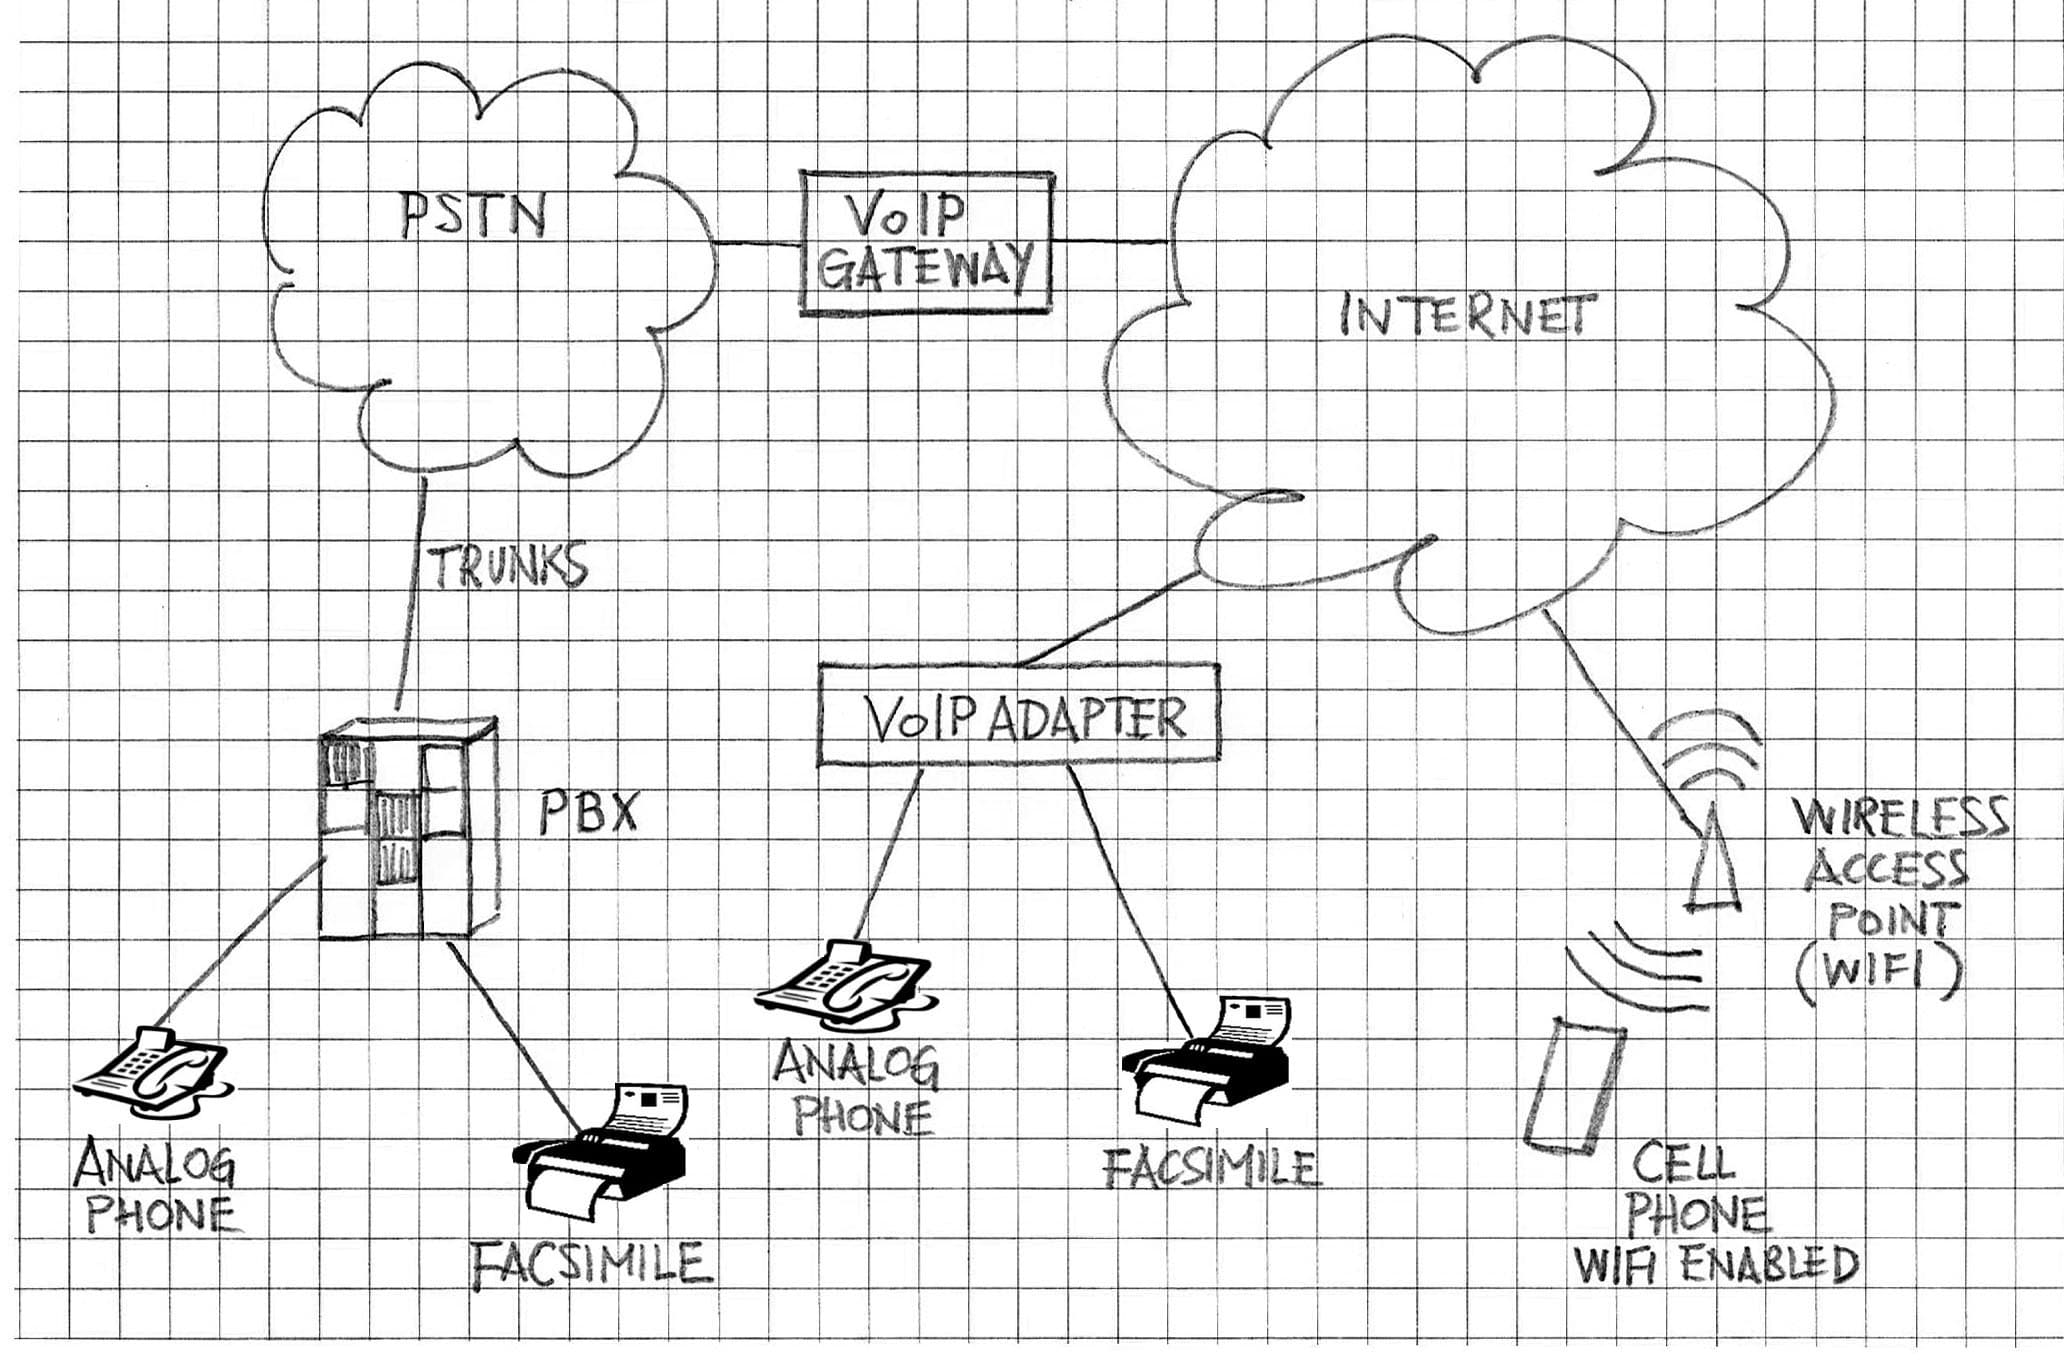 PSTN
VoIP
GATEWAY
INTERNET
TRUNKS
PBX
VoIP ADAPTER
WIRELESS
ACCESS
POINT
(WIFI)
ANALOG
PHONE
FACSIMILE
ANALOG
PHONE
FACSIMILE
CELL
PHONE
WIFI ENABLED